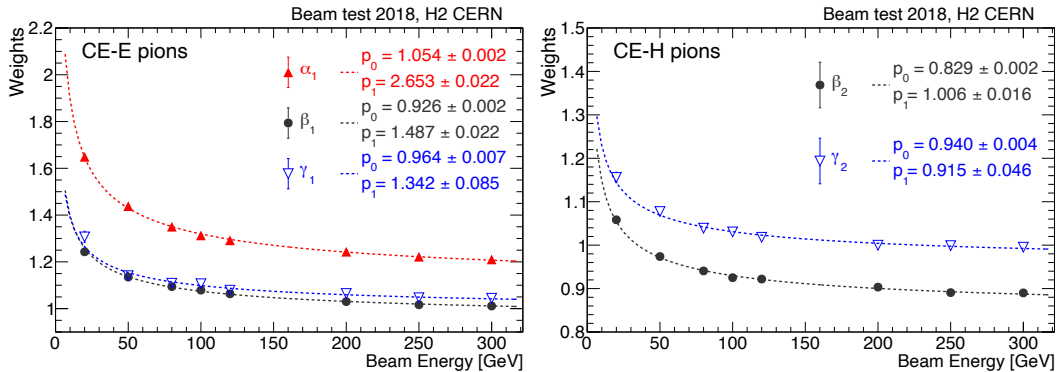 Beam test 2018, H2 CERN
Weights
2.2
2
1.8
1.6
1.4
1.2
1
CE-E pions
α₁
p₀ = 1.054 ± 0.002
p₁ = 2.653 ± 0.022
β₁
p₀ = 0.926 ± 0.002
p₁ = 1.487 ± 0.022
γ₁
p₀ = 0.964 ± 0.007
p₁ = 1.342 ± 0.085
0 50 100 150 200 250 300
Beam Energy [GeV]
Beam test 2018, H2 CERN
Weights
1.5
1.4
1.3
1.2
1.1
1
0.9
0.8
CE-H pions
β₂
p₀ = 0.829 ± 0.002
p₁ = 1.006 ± 0.016
γ₂
p₀ = 0.940 ± 0.004
p₁ = 0.915 ± 0.046
0 50 100 150 200 250 300
Beam Energy [GeV]